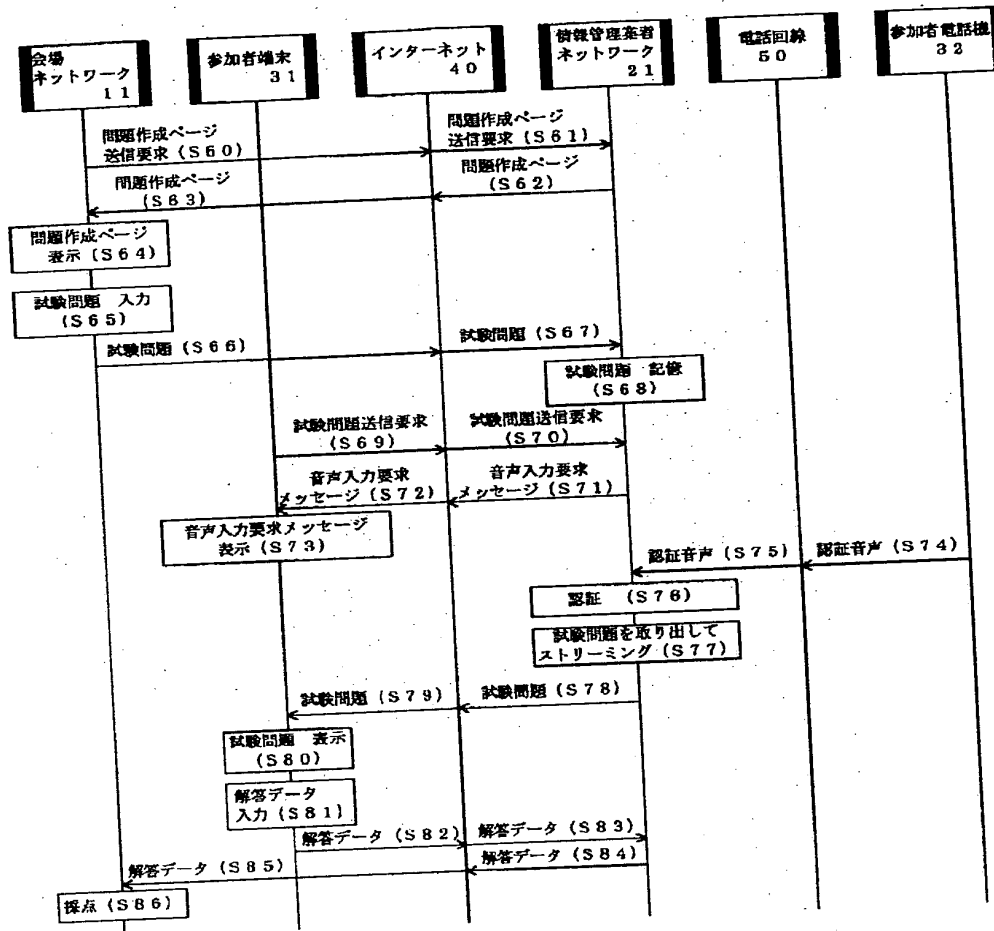 会場
ネットワーク
11
参加者端末
31
インターネット
40
情報管理業者
ネットワーク
21
電話回線
50
参加者電話機
32
問題作成ページ
送信要求(S60)
問題作成ページ
送信要求(S61)
問題作成ページ
(S62)
問題作成ページ
(S63)
問題作成ページ
表示(S64)
試験問題 入力
(S65)
試験問題(S66)
試験問題(S67)
試験問題 記憶
(S68)
試験問題送信要求
(S69)
試験問題送信要求
(S70)
音声入力要求
メッセージ(S71)
音声入力要求
メッセージ(S72)
音声入力要求メッセージ
表示(S73)
認証音声(S74)
認証音声(S75)
認証 (S76)
試験問題を取り出して
ストリーミング(S77)
試験問題(S78)
試験問題(S79)
試験問題 表示
(S80)
解答データ
入力(S81)
解答データ(S82)
解答データ(S83)
解答データ(S84)
解答データ(S85)
採点(S86)